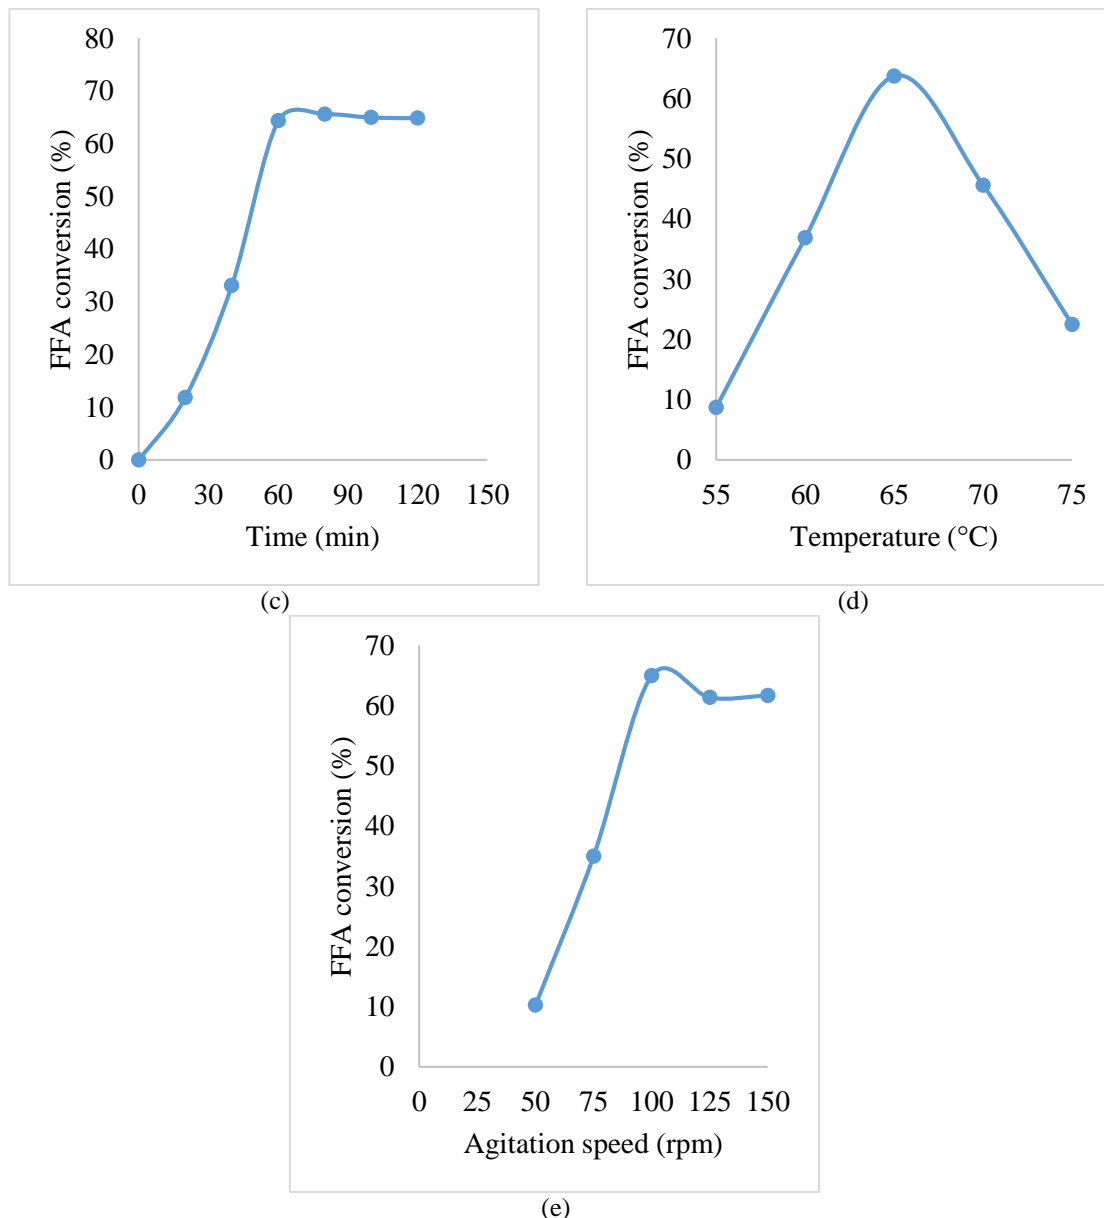 80
70
60
50
40
30
20
10
0
FFA conversion (%)
0 30 60 90 120 150
Time (min)
(c)
70
60
50
40
30
20
10
0
FFA conversion (%)
55 60 65 70 75
Temperature (°C)
(d)
70
60
50
40
30
20
10
0
FFA conversion (%)
0 25 50 75 100 125 150
Agitation speed (rpm)
(e)